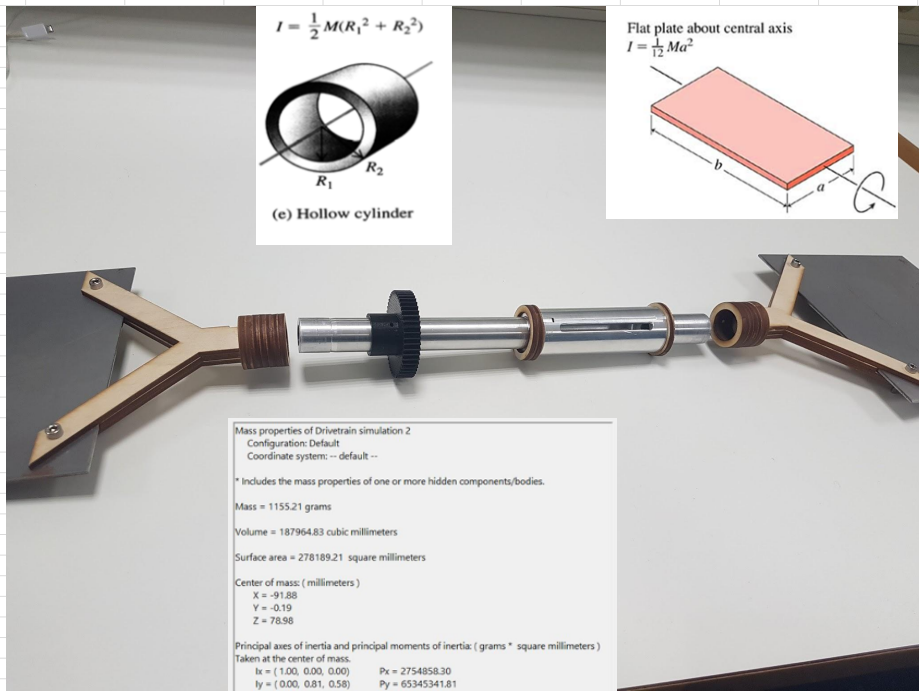 I = 1/2 M(R₁² + R₂²)
R₁
R₂
(e) Hollow cylinder
Flat plate about central axis
I = 1/12 Ma²
b
a
Mass properties of Drivetrain simulation 2
Configuration: Default
Coordinate system: -- default --
* Includes the mass properties of one or more hidden components/bodies.
Mass = 1155.21 grams
Volume = 187964.83 cubic millimeters
Surface area = 278189.21 square millimeters
Center of mass: ( millimeters )
X = -91.88
Y = -0.19
Z = 78.98
Principal axes of inertia and principal moments of inertia: ( grams * square millimeters )
Taken at the center of mass.
Ix = ( 1.00, 0.00, 0.00) Px = 2754858.30
Iy = ( 0.00, 0.81, 0.58) Py = 65345341.81